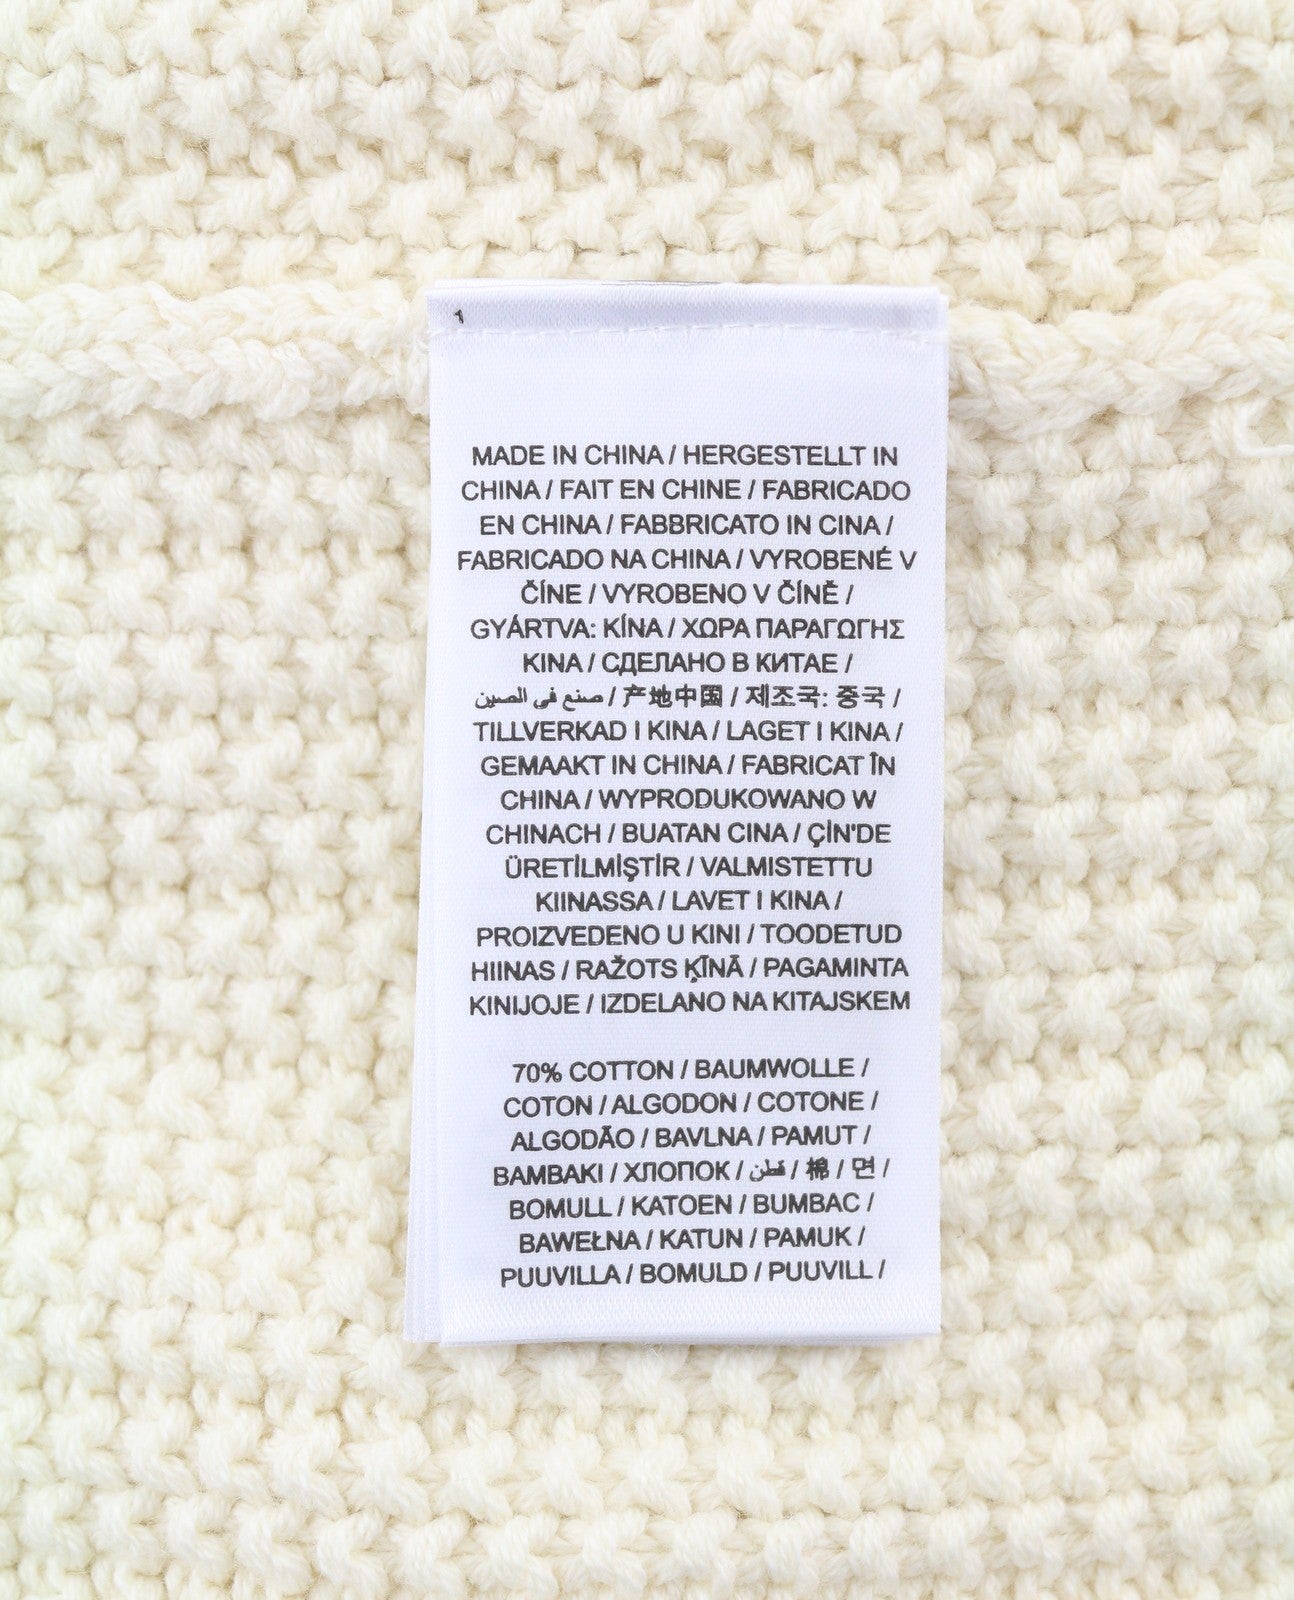 1
MADE IN CHINA / HERGESTELLT IN
CHINA / FAIT EN CHINE / FABRICADO
EN CHINA / FABBRICATO IN CINA /
FABRICADO NA CHINA / VYROBENÉ V
ČÍNE / VYROBENO V ČÍNĚ /
GYÁRTVA: KÍNA / ΧΩΡΑ ΠΑΡΑΓΩΓΗΣ
ΚΙΝΑ / СДЕЛАНО В КИТАЕ /
صنع في الصين / 产地中国 / 제조국: 중국 /
TILLVERKAD I KINA / LAGET I KINA /
GEMAAKT IN CHINA / FABRICAT ÎN
CHINA / WYPRODUKOWANO W
CHINACH / BUATAN CINA / ÇİN'DE
ÜRETİLMİŞTİR / VALMISTETTU
KIINASSA / LAVET I KINA /
PROIZVEDENO U KINI / TOODETUD
HIINAS / RAŽOTS ĶĪNĀ / PAGAMINTA
KINIJOJE / IZDELANO NA KITAJSKEM
70% COTTON / BAUMWOLLE /
COTON / ALGODON / COTONE /
ALGODÃO / BAVLNA / PAMUT /
ΒΑΜΒΑΚΙ / ХЛОПОК / قطن / 棉 / 면 /
BOMULL / KATOEN / BUMBAC /
BAWEŁNA / KATUN / PAMUK /
PUUVILLA / BOMULD / PUUVILL /